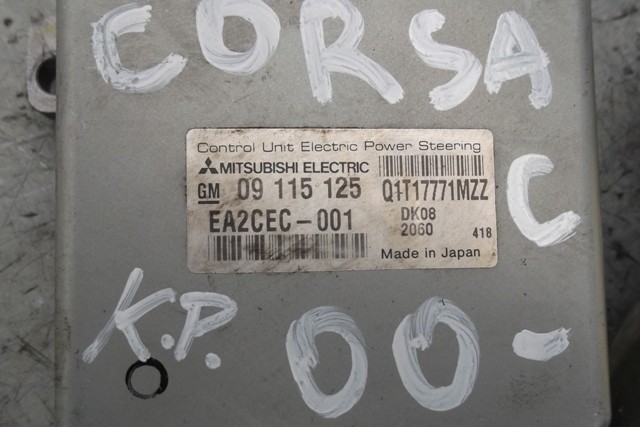 CORSA
C
Control Unit Electric Power Steering
MITSUBISHI ELECTRIC
GM 09 115 125 Q1T17771MZZ
EA2CEC-001 DK08
2060 418
Made in Japan
K.P. 00-